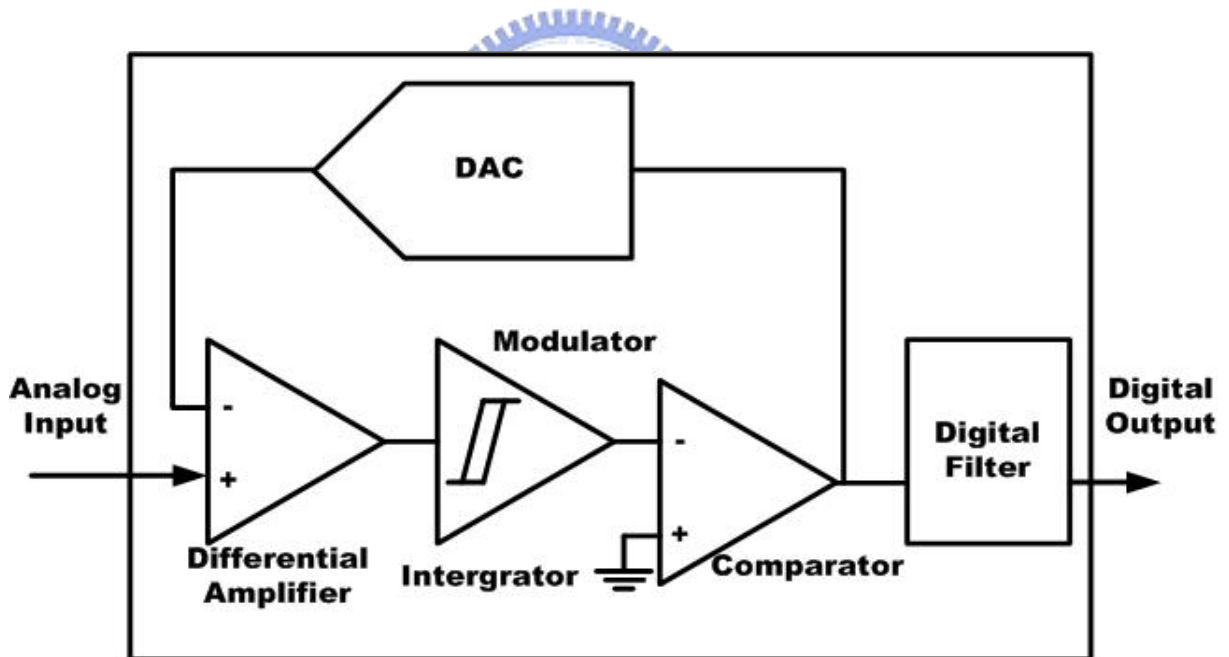 DAC
Modulator
Analog
Input
-
+
-
+
Digital
Filter
Digital
Output
Differential
Amplifier
Intergrator
Comparator